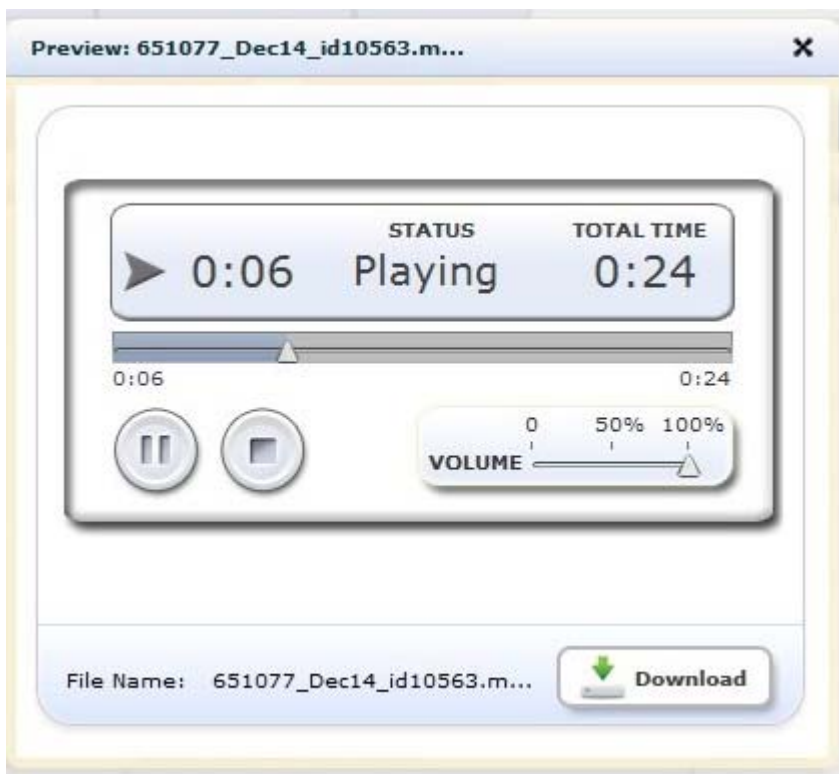 Preview: 651077_Dec14_id10563.m...
STATUS TOTAL TIME
0:06 Playing 0:24
0:06 0:24
0 50% 100%
VOLUME
File Name: 651077_Dec14_id10563.m... Download